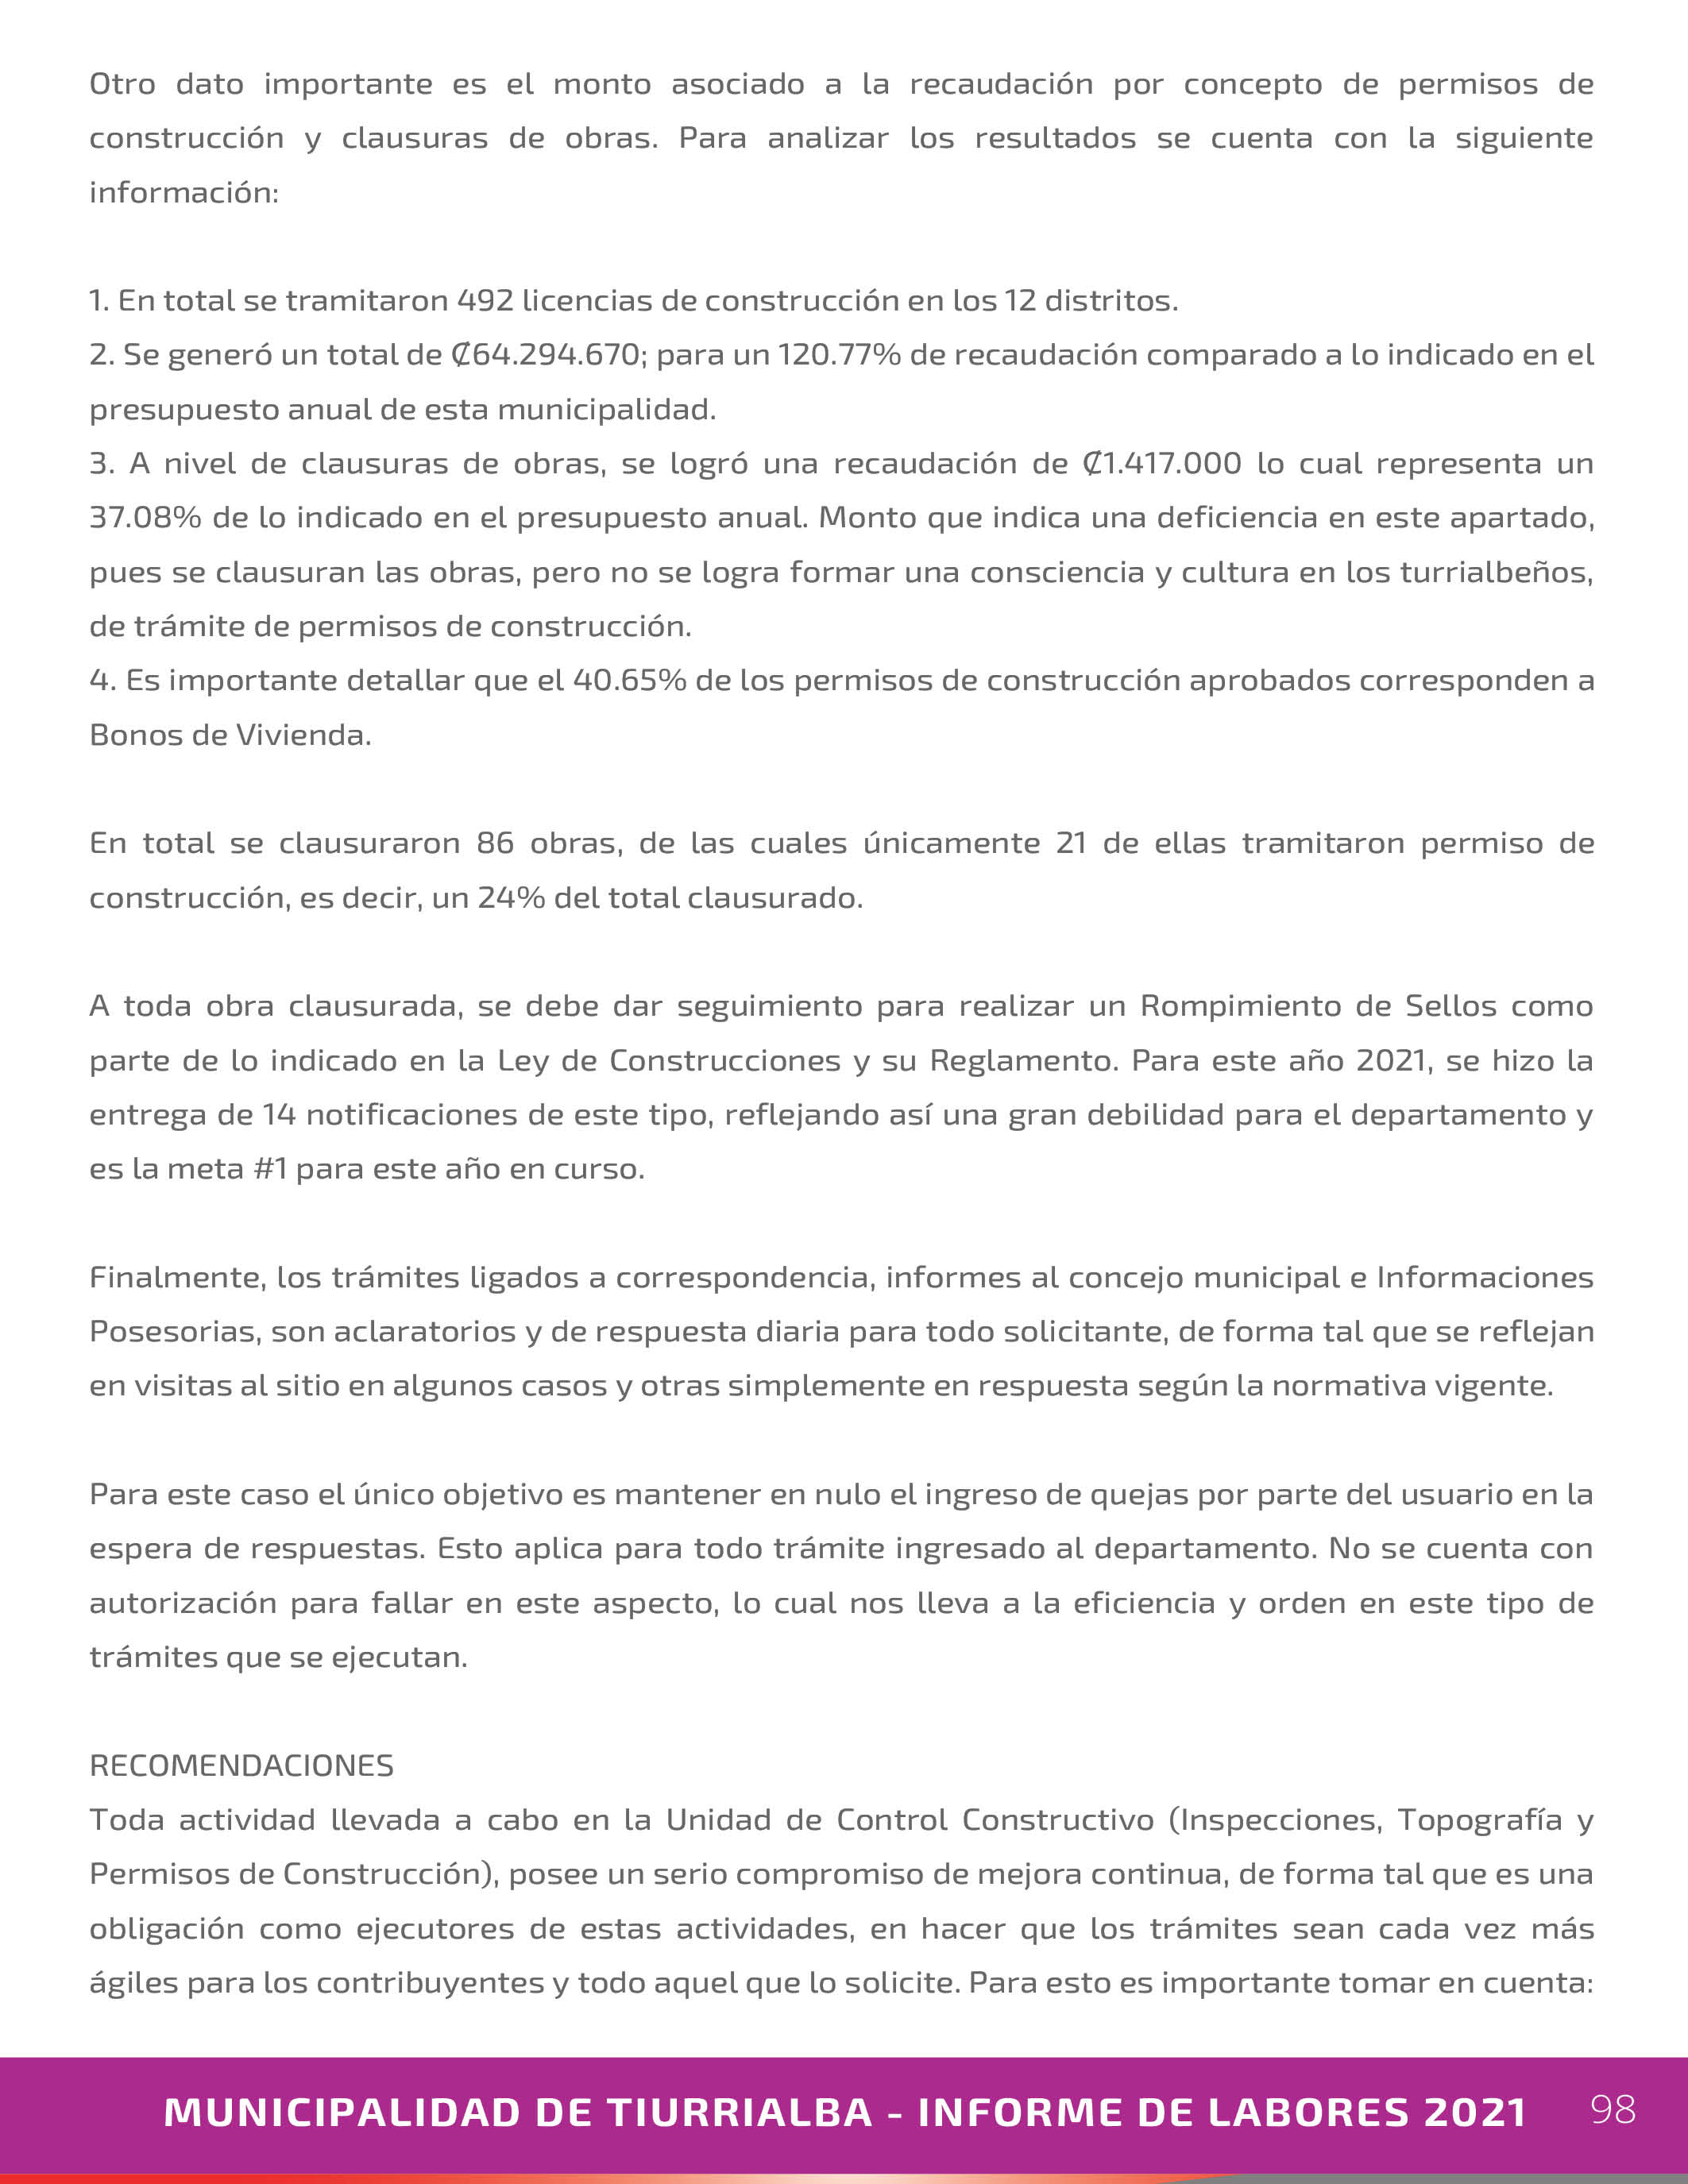 Otro dato importante es el monto asociado a la recaudación por concepto de permisos de
construcción y clausuras de obras. Para analizar los resultados se cuenta con la siguiente
información:
1. En total se tramitaron 492 licencias de construcción en los 12 distritos.
2. Se generó un total de ₡64.294.670; para un 120.77% de recaudación comparado a lo indicado en el
presupuesto anual de esta municipalidad.
3. A nivel de clausuras de obras, se logró una recaudación de ₡1.417.000 lo cual representa un
37.08% de lo indicado en el presupuesto anual. Monto que indica una deficiencia en este apartado,
pues se clausuran las obras, pero no se logra formar una consciencia y cultura en los turrialbeños,
de trámite de permisos de construcción.
4. Es importante detallar que el 40.65% de los permisos de construcción aprobados corresponden a
Bonos de Vivienda.
En total se clausuraron 86 obras, de las cuales únicamente 21 de ellas tramitaron permiso de
construcción, es decir, un 24% del total clausurado.
A toda obra clausurada, se debe dar seguimiento para realizar un Rompimiento de Sellos como
parte de lo indicado en la Ley de Construcciones y su Reglamento. Para este año 2021, se hizo la
entrega de 14 notificaciones de este tipo, reflejando así una gran debilidad para el departamento y
es la meta #1 para este año en curso.
Finalmente, los trámites ligados a correspondencia, informes al concejo municipal e Informaciones
Posesorias, son aclaratorios y de respuesta diaria para todo solicitante, de forma tal que se reflejan
en visitas al sitio en algunos casos y otras simplemente en respuesta según la normativa vigente.
Para este caso el único objetivo es mantener en nulo el ingreso de quejas por parte del usuario en la
espera de respuestas. Esto aplica para todo trámite ingresado al departamento. No se cuenta con
autorización para fallar en este aspecto, lo cual nos lleva a la eficiencia y orden en este tipo de
trámites que se ejecutan.
RECOMENDACIONES
Toda actividad llevada a cabo en la Unidad de Control Constructivo (Inspecciones, Topografía y
Permisos de Construcción), posee un serio compromiso de mejora continua, de forma tal que es una
obligación como ejecutores de estas actividades, en hacer que los trámites sean cada vez más
ágiles para los contribuyentes y todo aquel que lo solicite. Para esto es importante tomar en cuenta:
MUNICIPALIDAD DE TIURRIALBA - INFORME DE LABORES 2021 98